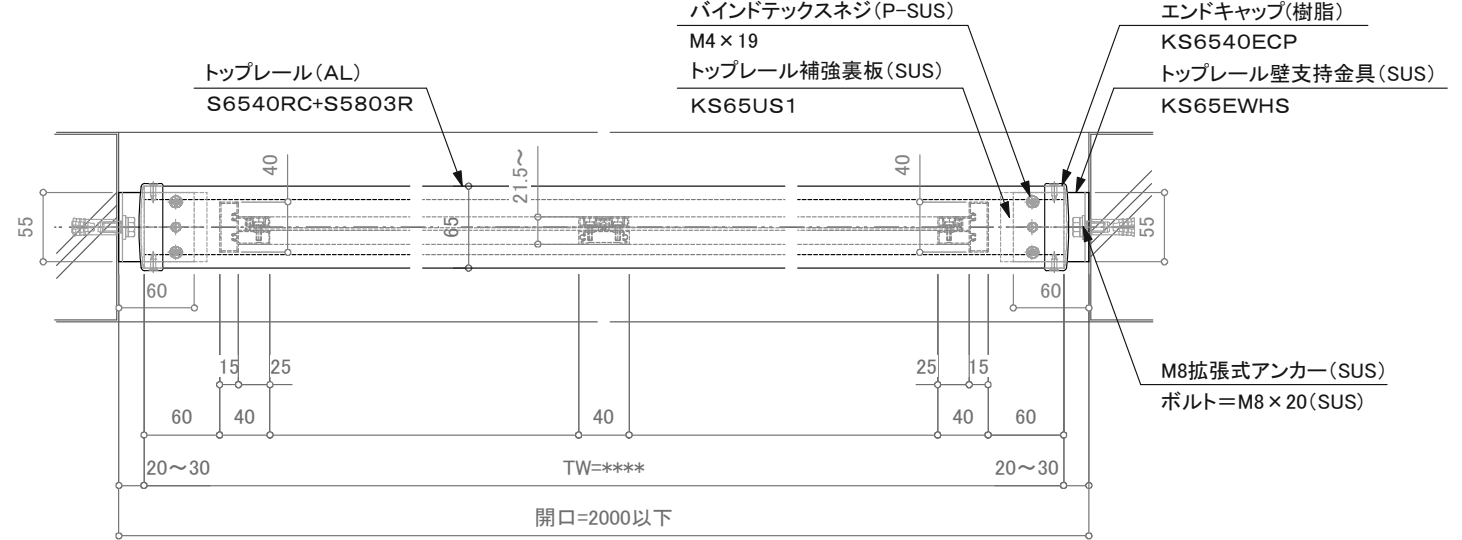 バインドテックスネジ(P-SUS)
M4×19
トップレール補強裏板(SUS)
KS65US1
エンドキャップ(樹脂)
KS6540ECP
トップレール壁支持金具(SUS)
KS65EWHS
トップレール(AL)
S6540RC+S5803R
40
21.5~
40
55
65
55
60
60
15
25
25
15
60
40
40
40
60
M8拡張式アンカー(SUS)
ボルト=M8×20(SUS)
20~30
TW=****
20~30
開口=2000以下